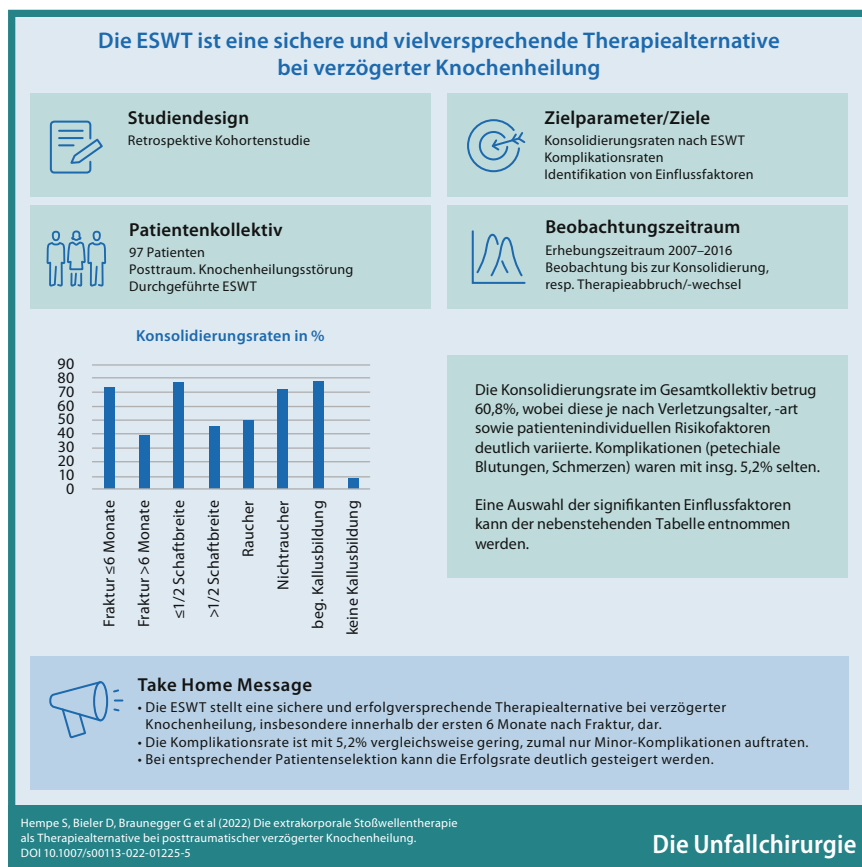 Die ESWT ist eine sichere und vielversprechende Therapiealternative
bei verzögerter Knochenheilung
Studiendesign
Retrospektive Kohortenstudie
Zielparameter/Ziele
Konsolidierungsraten nach ESWT
Komplikationsraten
Identifikation von Einflussfaktoren
Patientenkollektiv
97 Patienten
Posttraum. Knochenheilungsstörung
Durchgeführte ESWT
Beobachtungszeitraum
Erhebungszeitraum 2007–2016
Beobachtung bis zur Konsolidierung,
resp. Therapieabbruch/-wechsel
Konsolidierungsraten in %
90
80
70
60
50
40
30
20
10
0
Fraktur ≤6 Monate
Fraktur >6 Monate
≤1/2 Schaftbreite
>1/2 Schaftbreite
Raucher
Nichtraucher
beg. Kallusbildung
keine Kallusbildung
Die Konsolidierungsrate im Gesamtkollektiv betrug
60,8%, wobei diese je nach Verletzungsalter, -art
sowie patientenindividuellen Risikofaktoren
deutlich variierte. Komplikationen (petechiale
Blutungen, Schmerzen) waren mit insg. 5,2% selten.
Eine Auswahl der signifikanten Einflussfaktoren
kann der nebenstehenden Tabelle entnommen
werden.
Take Home Message
• Die ESWT stellt eine sichere und erfolgversprechende Therapiealternative bei verzögerter
Knochenheilung, insbesondere innerhalb der ersten 6 Monate nach Fraktur, dar.
• Die Komplikationsrate ist mit 5,2% vergleichsweise gering, zumal nur Minor-Komplikationen auftraten.
• Bei entsprechender Patientenselektion kann die Erfolgsrate deutlich gesteigert werden.
Hempe S, Bieler D, Braunegger G et al (2022) Die extrakorporale Stoßwellentherapie
als Therapiealternative bei posttraumatischer verzögerter Knochenheilung.
DOI 10.1007/s00113-022-01225-5
Die Unfallchirurgie